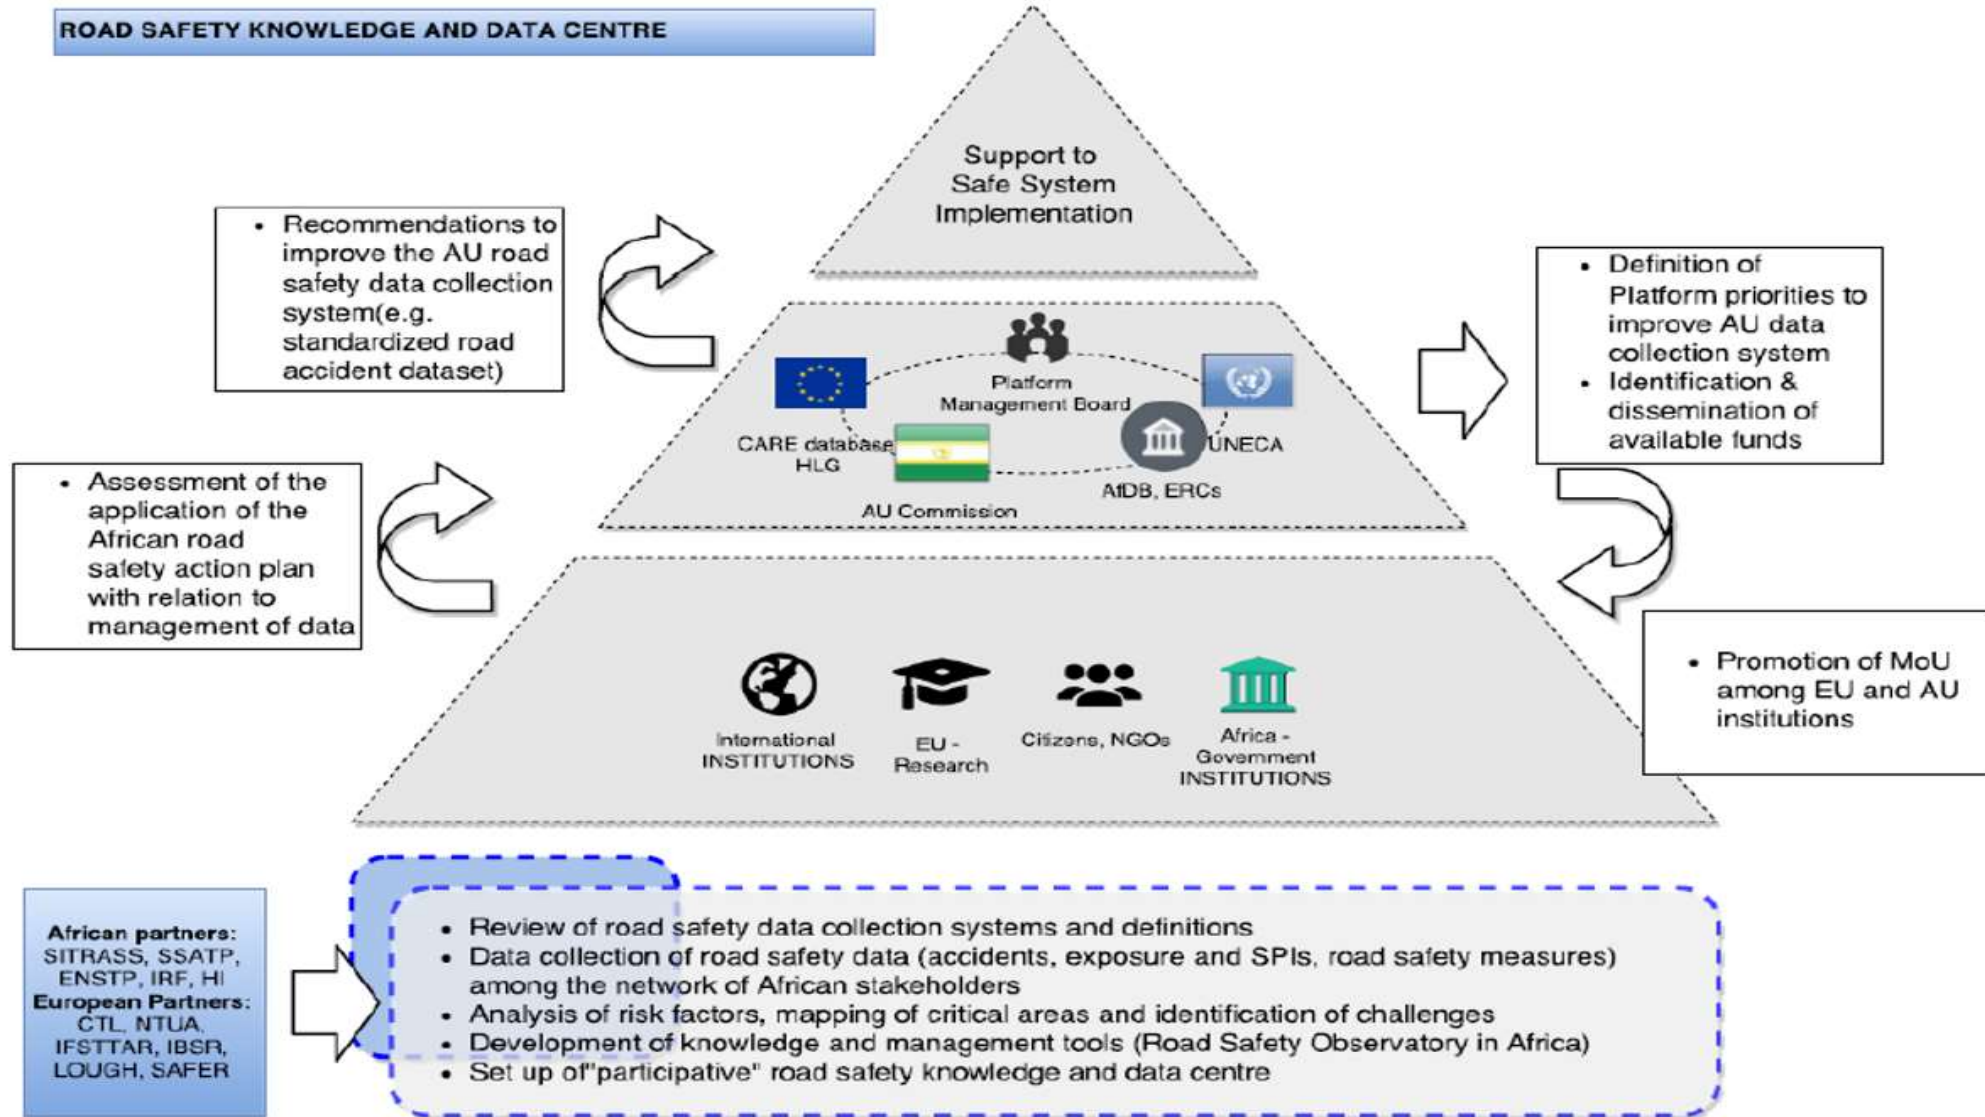 ROAD SAFETY KNOWLEDGE AND DATA CENTRE
Support to
Safe System
Implementation
• Recommendations to
improve the AU road
safety data collection
system(e.g.
standardized road
accident dataset)
• Definition of
Platform priorities to
improve AU data
collection system
• Identification &
dissemination of
available funds
Platform
Management Board
CARE database
HLG
UNECA
AfDB, ERCs
AU Commission
• Assessment of the
application of the
African road
safety action plan
with relation to
management of data
• Promotion of MoU
among EU and AU
institutions
International
INSTITUTIONS
EU -
Research
Citizens, NGOs
Africa -
Government
INSTITUTIONS
African partners:
SITRASS, SSATP,
ENSTP, IRF, HI
European Partners:
CTL, NTUA,
IFSTTAR, IBSR,
LOUGH, SAFER
• Review of road safety data collection systems and definitions
• Data collection of road safety data (accidents, exposure and SPIs, road safety measures)
among the network of African stakeholders
• Analysis of risk factors, mapping of critical areas and identification of challenges
• Development of knowledge and management tools (Road Safety Observatory in Africa)
• Set up of"participative" road safety knowledge and data centre